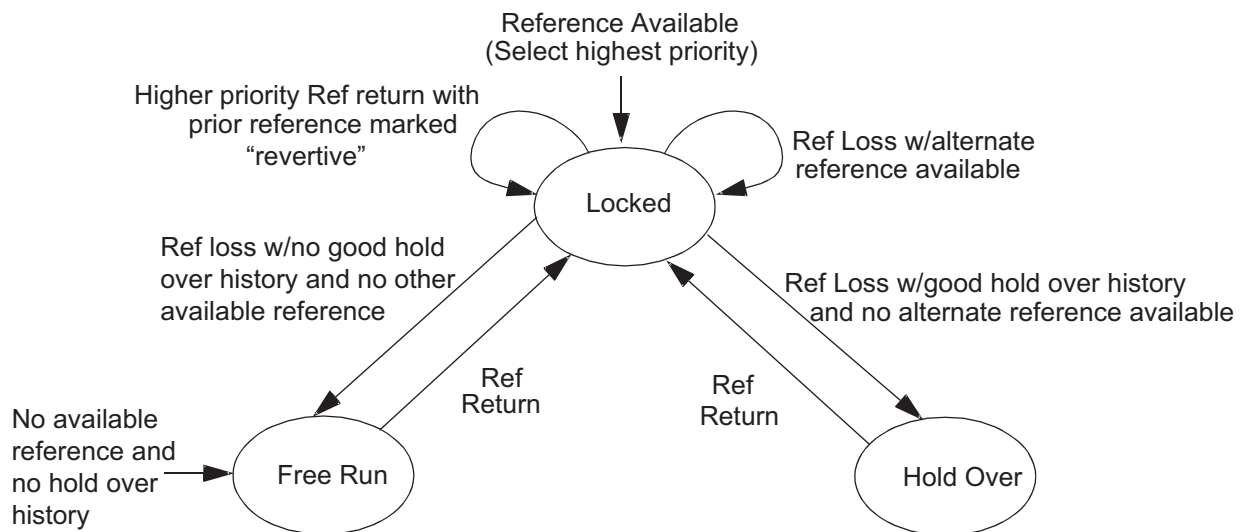 Reference Available
(Select highest priority)
Higher priority Ref return with
prior reference marked
“revertive”
Ref Loss w/alternate
reference available
Locked
Ref loss w/no good hold
over history and no other
available reference
Ref Loss w/good hold over history
and no alternate reference available
Ref
Return
Ref
Return
No available
reference and
no hold over
history
Free Run
Hold Over